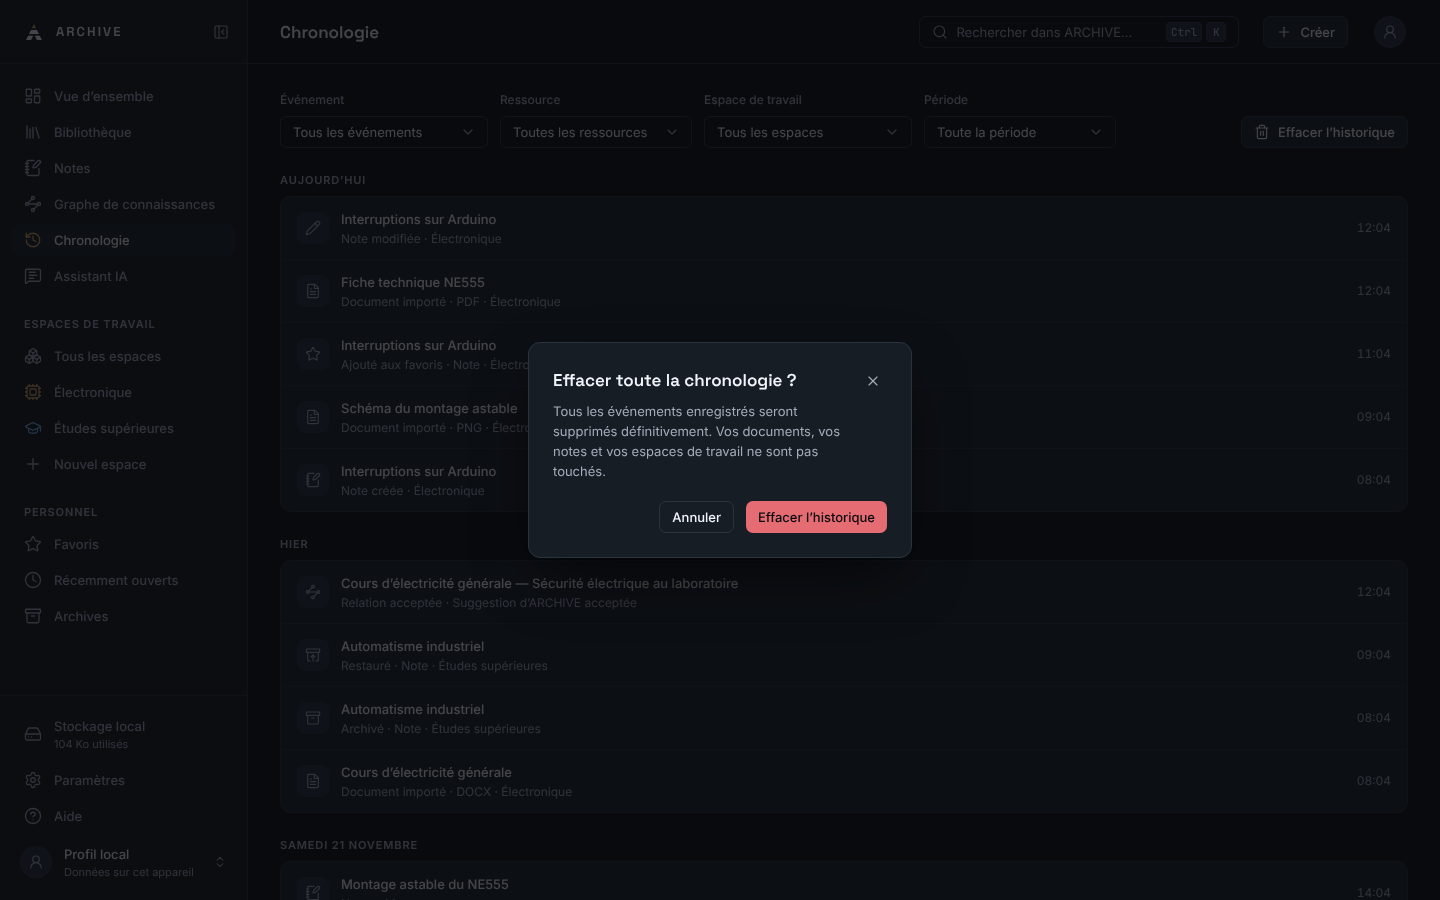 ARCHIVE
Chronologie
Rechercher dans ARCHIVE...
Ctrl
K
Créer
Vue d’ensemble
Bibliothèque
Notes
Graphe de connaissances
Chronologie
Assistant IA
ESPACES DE TRAVAIL
Tous les espaces
Électronique
Études supérieures
Nouvel espace
PERSONNEL
Favoris
Récemment ouverts
Archives
Stockage local
104 Ko utilisés
Paramètres
Aide
Profil local
Données sur cet appareil
Événement
Tous les événements
Ressource
Toutes les ressources
Espace de travail
Tous les espaces
Période
Toute la période
Effacer l’historique
AUJOURD’HUI
Interruptions sur Arduino
Note modifiée · Électronique
12:04
Fiche technique NE555
Document importé · PDF · Électronique
12:04
Interruptions sur Arduino
Ajouté aux favoris · Note · Électro
11:04
Schéma du montage astable
Document importé · PNG · Électro
09:04
Interruptions sur Arduino
Note créée · Électronique
08:04
Effacer toute la chronologie ?
Tous les événements enregistrés seront
supprimés définitivement. Vos documents, vos
notes et vos espaces de travail ne sont pas
touchés.
Annuler
Effacer l’historique
HIER
Cours d’électricité générale — Sécurité électrique au laboratoire
Relation acceptée · Suggestion d’ARCHIVE acceptée
12:04
Automatisme industriel
Restauré · Note · Études supérieures
09:04
Automatisme industriel
Archivé · Note · Études supérieures
08:04
Cours d’électricité générale
Document importé · DOCX · Électronique
08:04
SAMEDI 21 NOVEMBRE
Montage astable du NE555
14:04